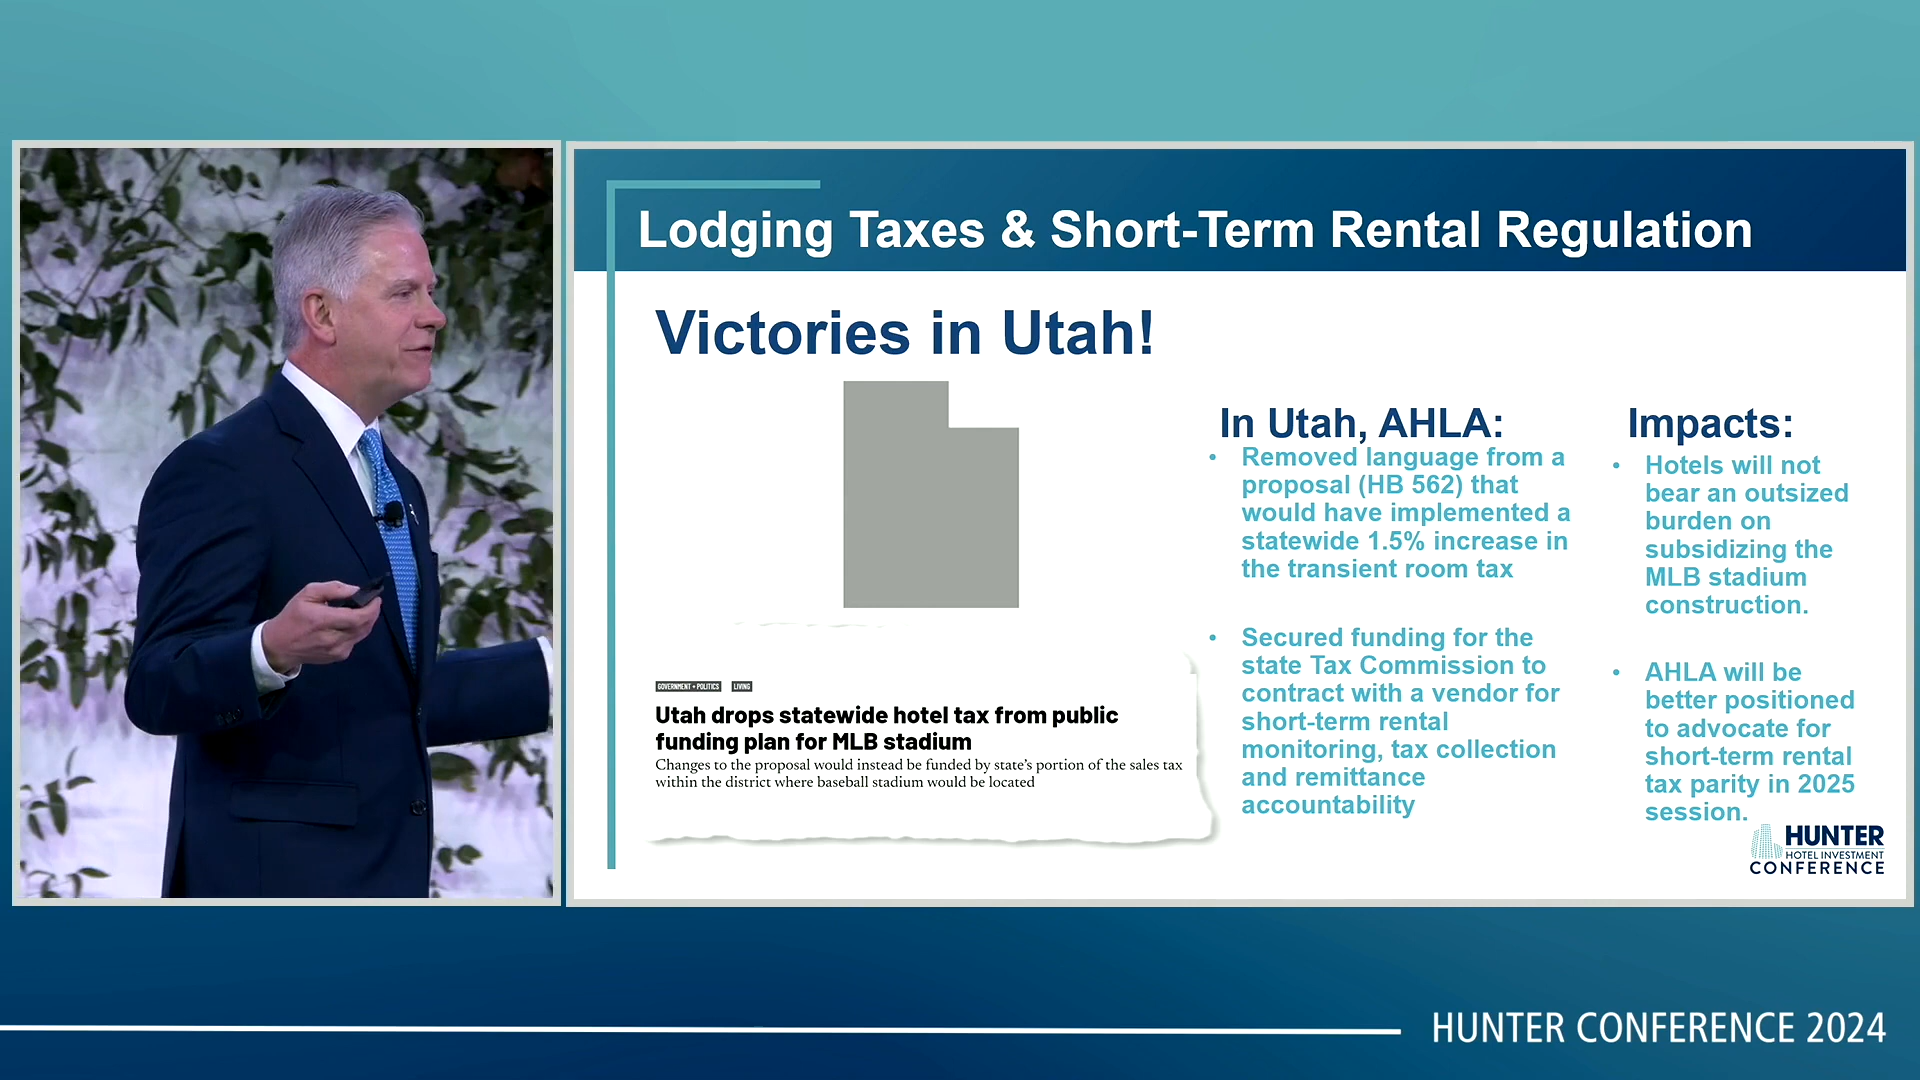 Lodging Taxes & Short-Term Rental Regulation
Victories in Utah!
GOVERNMENT + POLITICS LIVING
Utah drops statewide hotel tax from public
funding plan for MLB stadium
Changes to the proposal would instead be funded by state's portion of the sales tax
within the district where baseball stadium would be located
In Utah, AHLA:
• Removed language from a
proposal (HB 562) that
would have implemented a
statewide 1.5% increase in
the transient room tax
• Secured funding for the
state Tax Commission to
contract with a vendor for
short-term rental
monitoring, tax collection
and remittance
accountability
Impacts:
• Hotels will not
bear an outsized
burden on
subsidizing the
MLB stadium
construction.
• AHLA will be
better positioned
to advocate for
short-term rental
tax parity in 2025
session.
HUNTER
HOTEL INVESTMENT
CONFERENCE
HUNTER CONFERENCE 2024